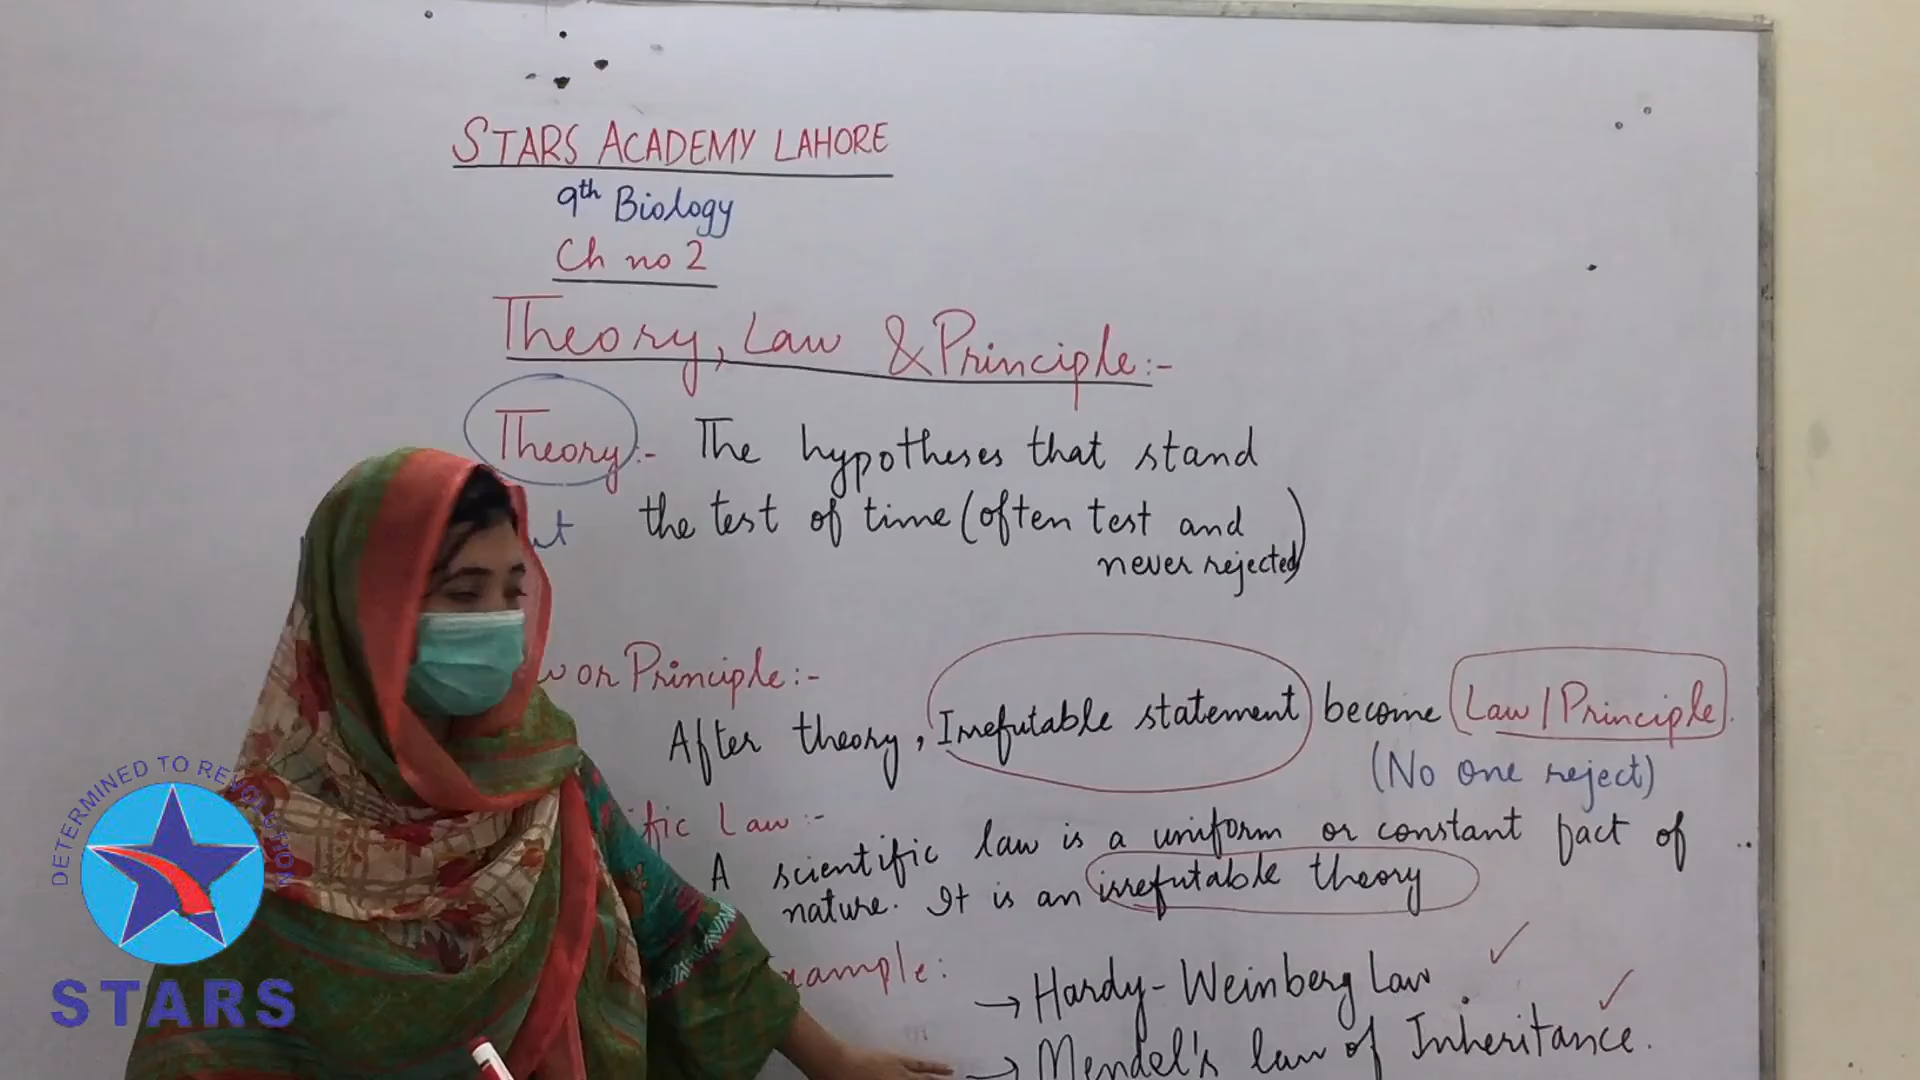 STARS ACADEMY LAHORE
9th Biology
Ch no 2
Theory, Law & Principle:-
Theory:- The hypotheses that stand
the test of time (often test and
never rejected)
or Principle:-
After theory, Irrefutable statement become Law/Principle.
(No one reject)
Law:-
A scientific law is a uniform or constant fact of
nature. It is an irrefutable theory
xample:
→ Hardy-Weinberg Law
→ Mendel's law of Inheritance.
DETERMINED TO REVOLUTION
STARS